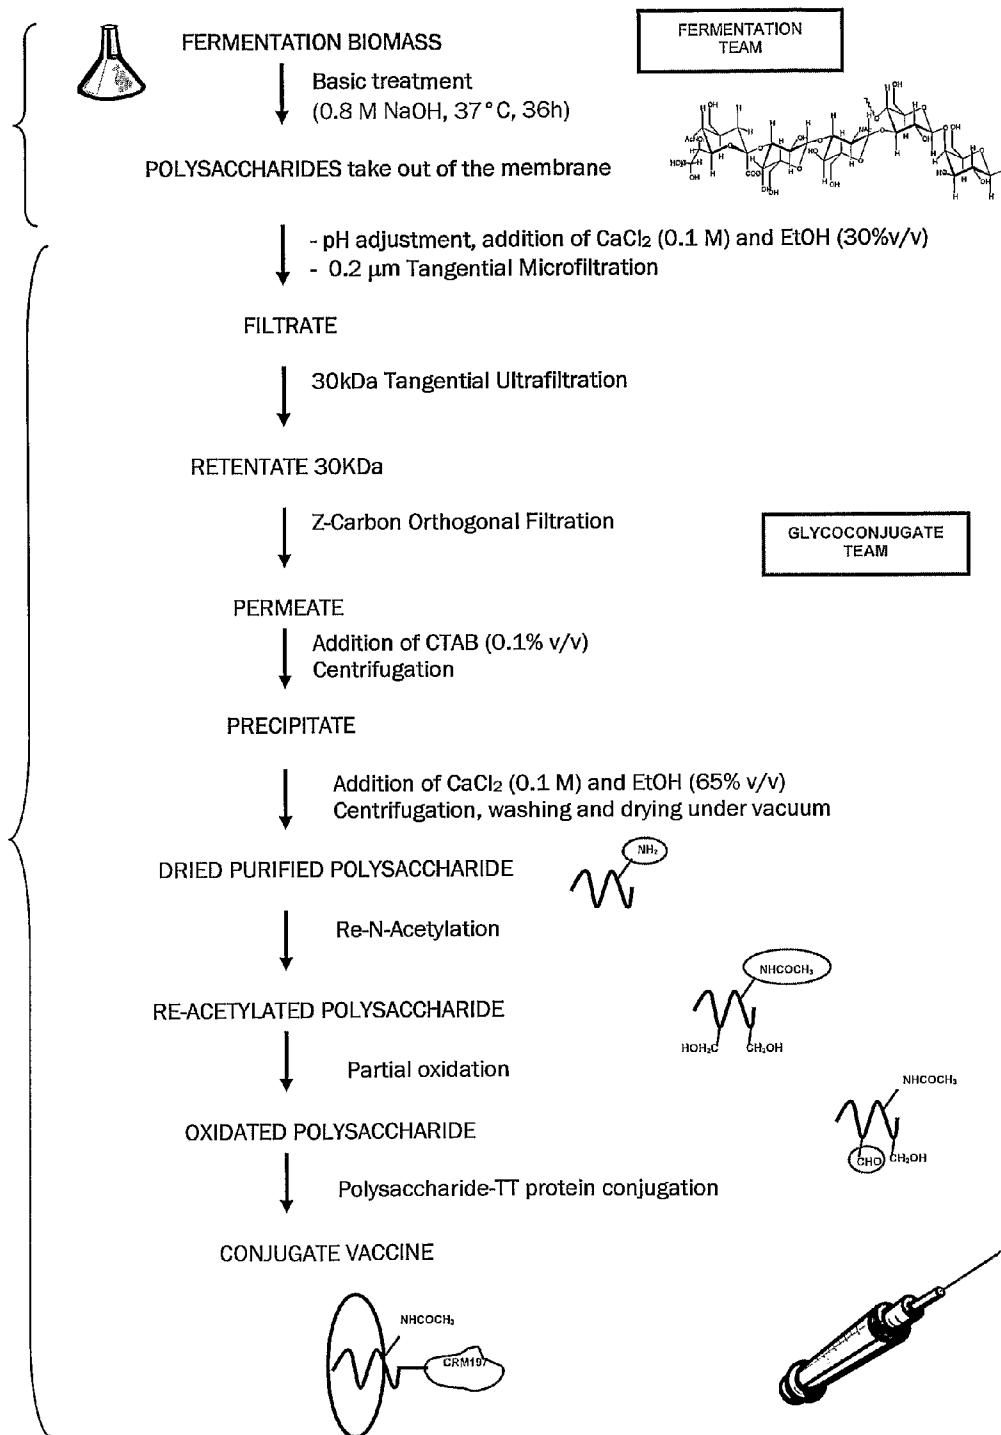 FERMENTATION BIOMASS
FERMENTATION
TEAM
Basic treatment
(0.8 M NaOH, 37°C, 36h)
POLYSACCHARIDES take out of the membrane
- pH adjustment, addition of CaCl₂ (0.1 M) and EtOH (30%v/v)
- 0.2 µm Tangential Microfiltration
FILTRATE
30kDa Tangential Ultrafiltration
RETENTATE 30KDa
Z-Carbon Orthogonal Filtration
GLYCOCONJUGATE
TEAM
PERMEATE
Addition of CTAB (0.1% v/v)
Centrifugation
PRECIPITATE
Addition of CaCl₂ (0.1 M) and EtOH (65% v/v)
Centrifugation, washing and drying under vacuum
DRIED PURIFIED POLYSACCHARIDE
NH₂
Re-N-Acetylation
NHCOCH₃
RE-ACETYLATED POLYSACCHARIDE
HOH₂C CH₂OH
Partial oxidation
NHCOCH₃
OXIDATED POLYSACCHARIDE
CHO CH₂OH
Polysaccharide-TT protein conjugation
CONJUGATE VACCINE
NHCOCH₃
CRM197